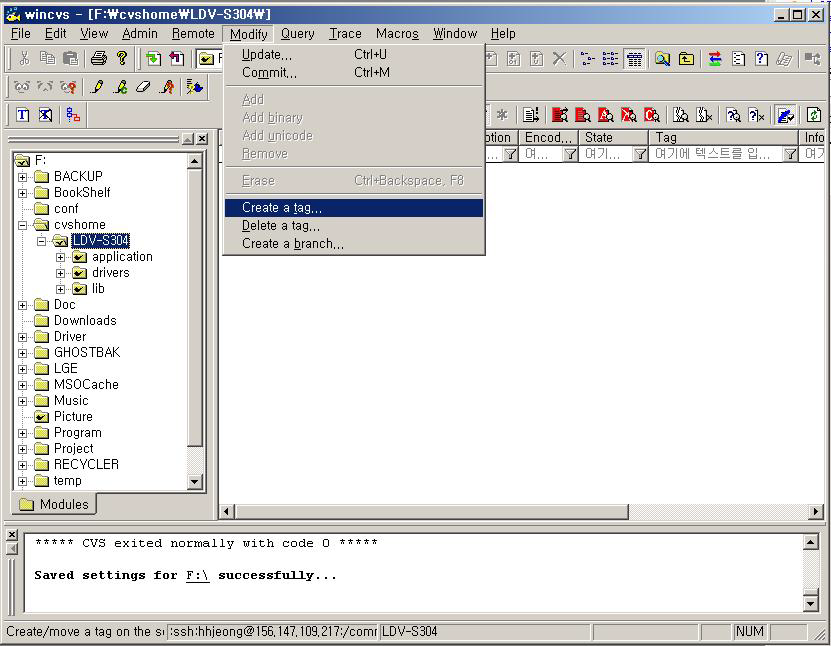 wincvs - [F:₩cvshome₩LDV-S304₩]
File Edit View Admin Remote Modify Query Trace Macros Window Help
Update... Ctrl+U
Commit... Ctrl+M
Add
Add binary
Add unicode
Remove
Erase Ctrl+Backspace, F8
Create a tag...
Delete a tag...
Create a branch...
Encod... State Tag Info
여... 여기... 여기에 텍스트를 입...
F:
BACKUP
BookShelf
conf
cvshome
LDV-S304
application
drivers
lib
Doc
Downloads
Driver
GHOSTBAK
LGE
MSOCache
Music
Picture
Program
Project
RECYCLER
temp
Modules
***** CVS exited normally with code 0 *****
Saved settings for F:\ successfully...
Create/move a tag on the :ssh:hhjeong@156,147,109,217:/comr LDV-S304 NUM